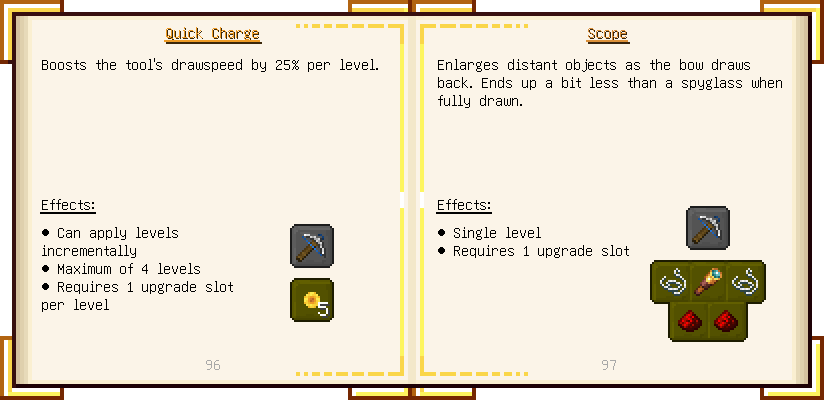 Quick Charge
Boosts the tool's drawspeed by 25% per level.
Effects:
● Can apply levels
incrementally
● Maximum of 4 levels
● Requires 1 upgrade slot
per level
5
96
Scope
Enlarges distant objects as the bow draws
back. Ends up a bit less than a spyglass when
fully drawn.
Effects:
● Single level
● Requires 1 upgrade slot
97